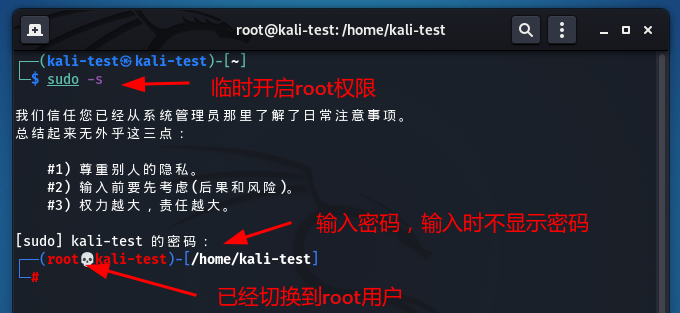 root@kali-test: /home/kali-test
┌──(kali-test㉿kali-test)-[~]
└─$ sudo -s
临时开启root权限
我们信任您已经从系统管理员那里了解了日常注意事项。
总结起来无外乎这三点：
#1) 尊重别人的隐私。
#2) 输入前要先考虑(后果和风险)。
#3) 权力越大，责任越大。
输入密码，输入时不显示密码
[sudo] kali-test 的密码：
┌──(root💀kali-test)-[/home/kali-test]
└─#
已经切换到root用户